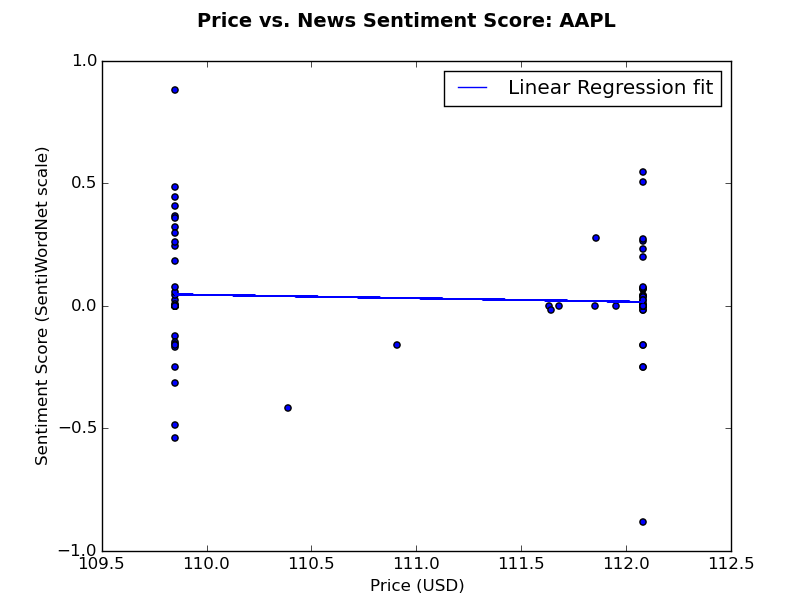 Price vs. News Sentiment Score: AAPL
Linear Regression fit
1.0
0.5
0.0
−0.5
−1.0
Sentiment Score (SentiWordNet scale)
109.5 110.0 110.5 111.0 111.5 112.0 112.5
Price (USD)